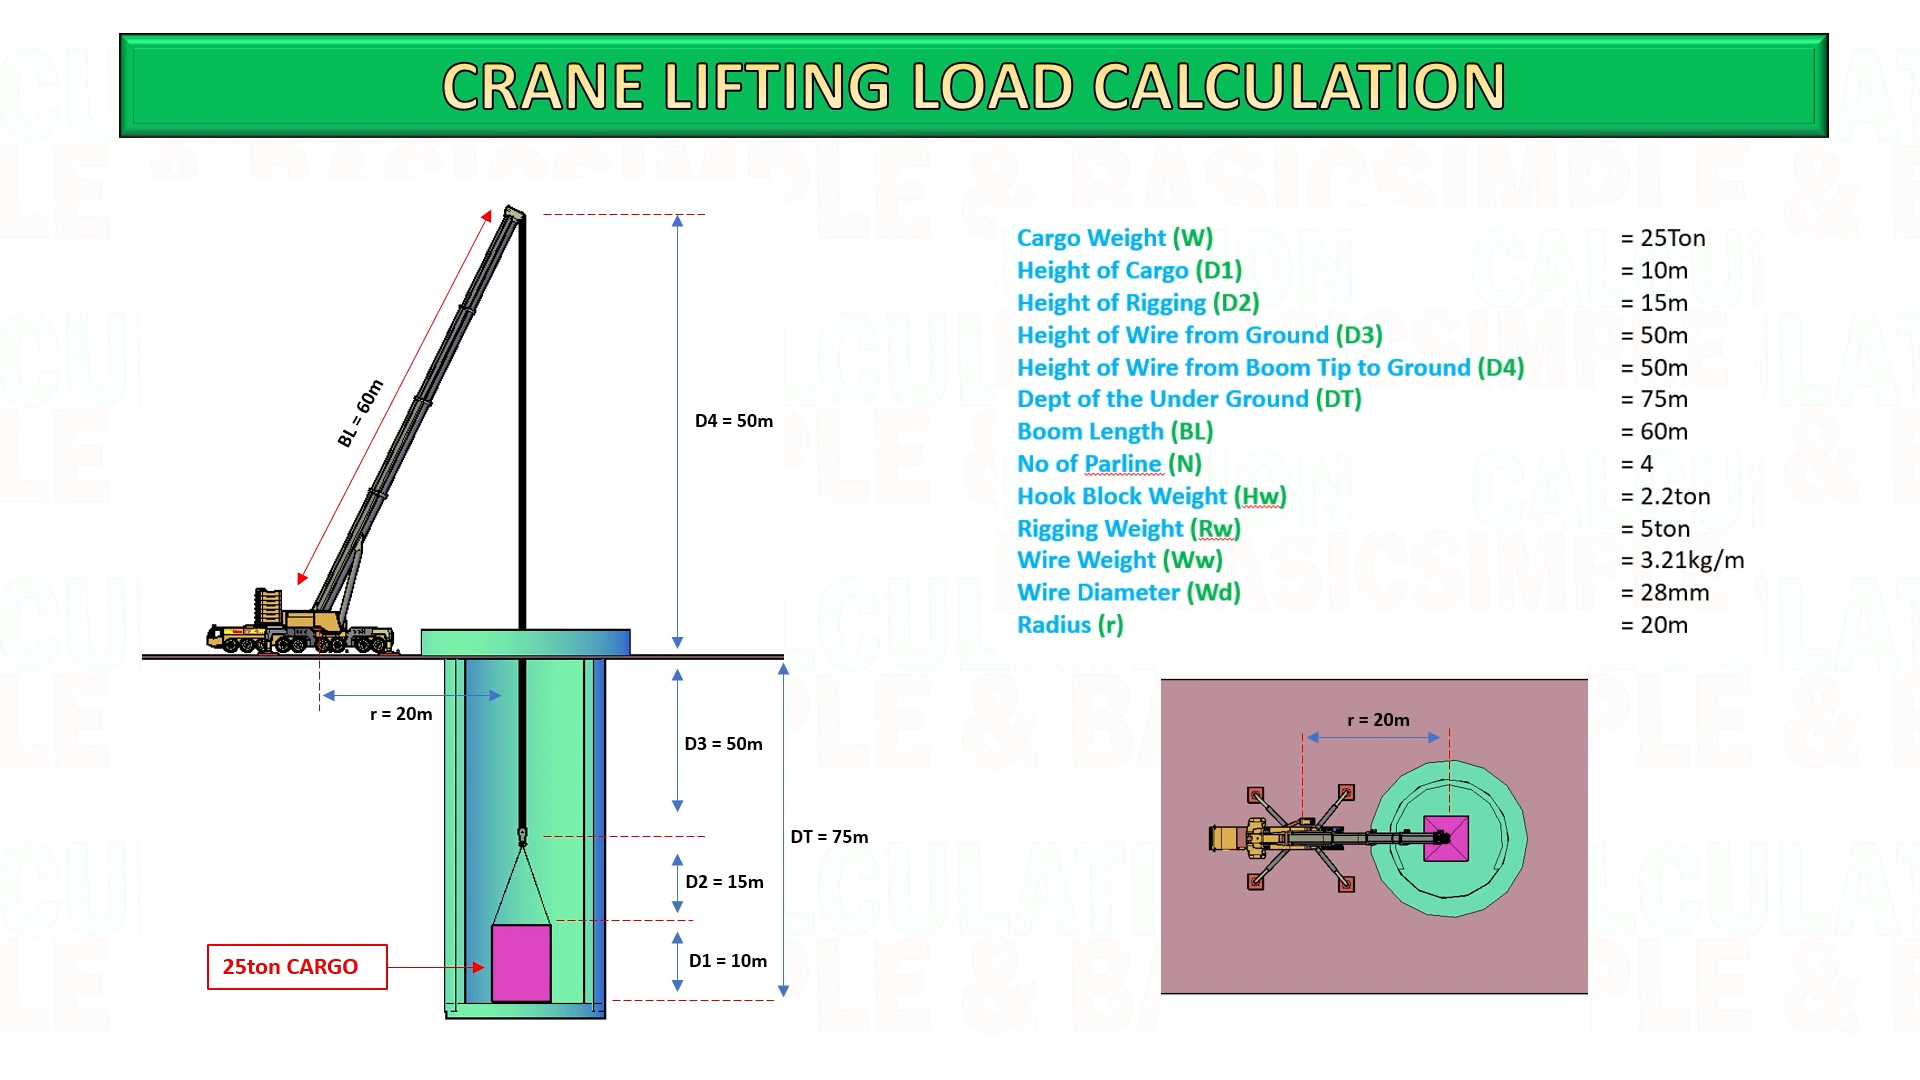 CRANE LIFTING LOAD CALCULATION
Cargo Weight (W) = 25Ton
Height of Cargo (D1) = 10m
Height of Rigging (D2) = 15m
Height of Wire from Ground (D3) = 50m
Height of Wire from Boom Tip to Ground (D4) = 50m
Dept of the Under Ground (DT) = 75m
Boom Length (BL) = 60m
No of Parline (N) = 4
Hook Block Weight (Hw) = 2.2ton
Rigging Weight (Rw) = 5ton
Wire Weight (Ww) = 3.21kg/m
Wire Diameter (Wd) = 28mm
Radius (r) = 20m
BL = 60m
D4 = 50m
r = 20m
D3 = 50m
DT = 75m
D2 = 15m
D1 = 10m
25ton CARGO
r = 20m